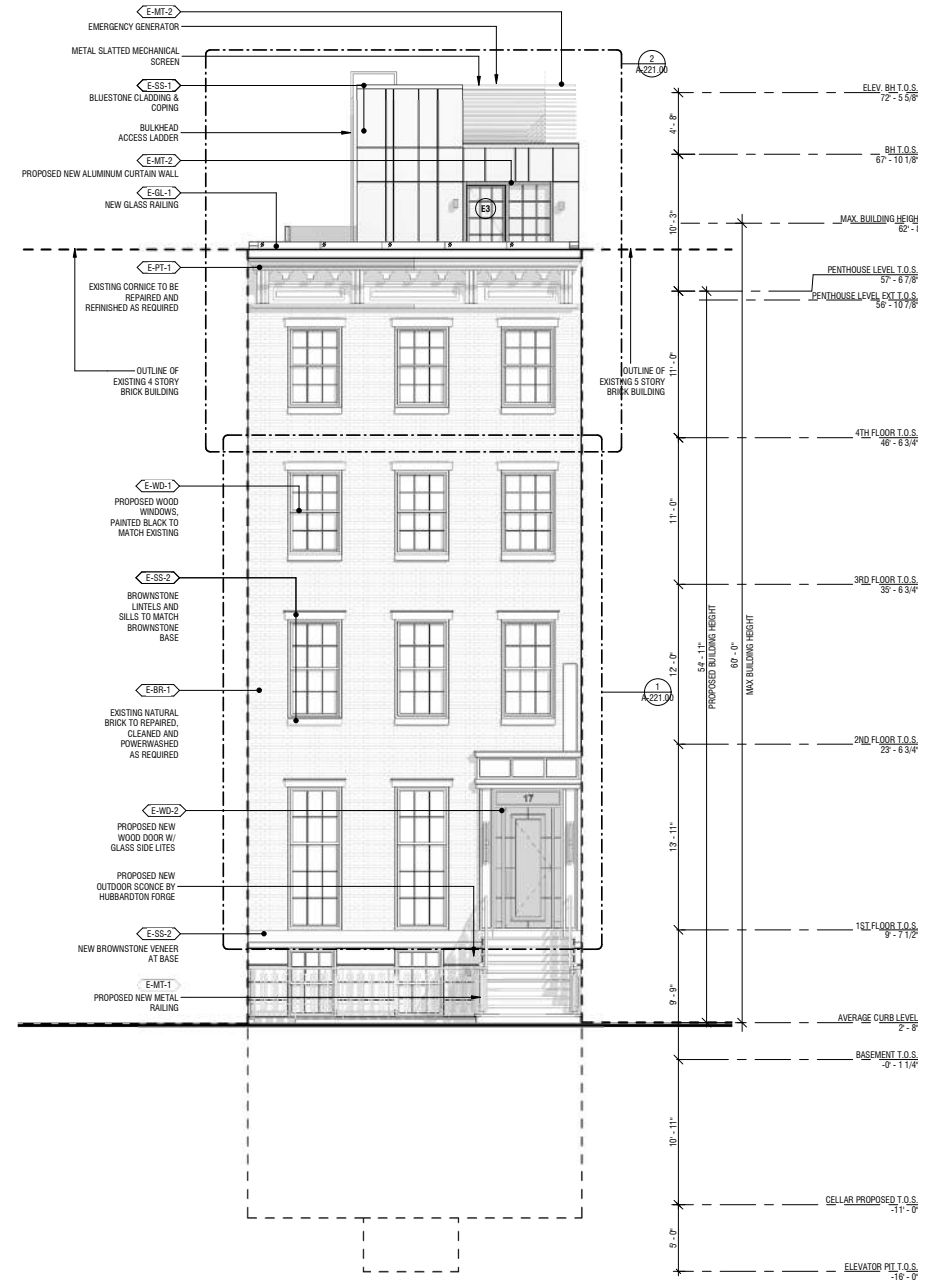 E-MT-2
EMERGENCY GENERATOR
METAL SLATTED MECHANICAL
SCREEN
E-SS-1
BLUESTONE CLADDING &
COPING
BULKHEAD
ACCESS LADDER
E-MT-2
PROPOSED NEW ALUMINUM CURTAIN WALL
E-GL-1
NEW GLASS RAILING
E-PT-1
EXISTING CORNICE TO BE
REPAIRED AND
REFINISHED AS REQUIRED
OUTLINE OF
EXISTING 4 STORY
BRICK BUILDING
E-WD-1
PROPOSED WOOD
WINDOWS,
PAINTED BLACK TO
MATCH EXISTING
E-SS-2
BROWNSTONE
LINTELS AND
SILLS TO MATCH
BROWNSTONE
BASE
E-BR-1
EXISTING NATURAL
BRICK TO REPAIRED,
CLEANED AND
POWERWASHED
AS REQUIRED
E-WD-2
PROPOSED NEW
WOOD DOOR W/
GLASS SIDE LITES
PROPOSED NEW
OUTDOOR SCONCE BY
HUBBARDTON FORGE
E-SS-2
NEW BROWNSTONE VENEER
AT BASE
E-MT-1
PROPOSED NEW METAL
RAILING
E3
17
2
A-221.00
OUTLINE OF
EXISTING 5 STORY
BRICK BUILDING
1
A-221.00
4' - 8"
10' - 3"
11' - 0"
11' - 0"
12' - 0"
13' - 11"
9' - 9"
10' - 11"
5' - 0"
54' - 11"
PROPOSED BUILDING HEIGHT
60' - 0"
MAX BUILDING HEIGHT
ELEV. BH T.O.S.
72' - 5 5/8"
BH T.O.S.
67' - 10 1/8"
MAX. BUILDING HEIGH
62' -
PENTHOUSE LEVEL T.O.S.
57' - 6 7/8"
PENTHOUSE LEVEL EXT T.O.S.
56' - 10 7/8"
4TH FLOOR T.O.S.
46' - 6 3/4"
3RD FLOOR T.O.S.
35' - 6 3/4"
2ND FLOOR T.O.S.
23' - 6 3/4"
1ST FLOOR T.O.S.
9' - 7 1/2"
AVERAGE CURB LEVEL
2' - 8"
BASEMENT T.O.S.
-0' - 1 1/4"
CELLAR PROPOSED T.O.S.
-11' - 0"
ELEVATOR PIT T.O.S.
-16' - 0"